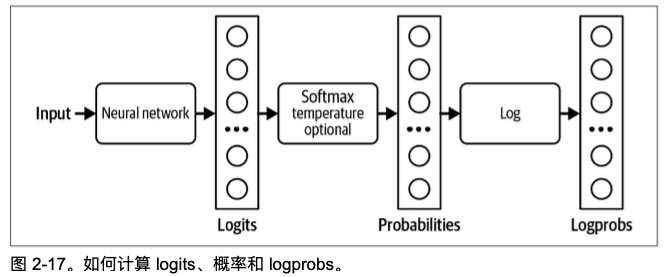 Input
Neural network
Softmax
temperature
optional
Log
Logits
Probabilities
Logprobs
图 2-17。如何计算 logits、概率和 logprobs。